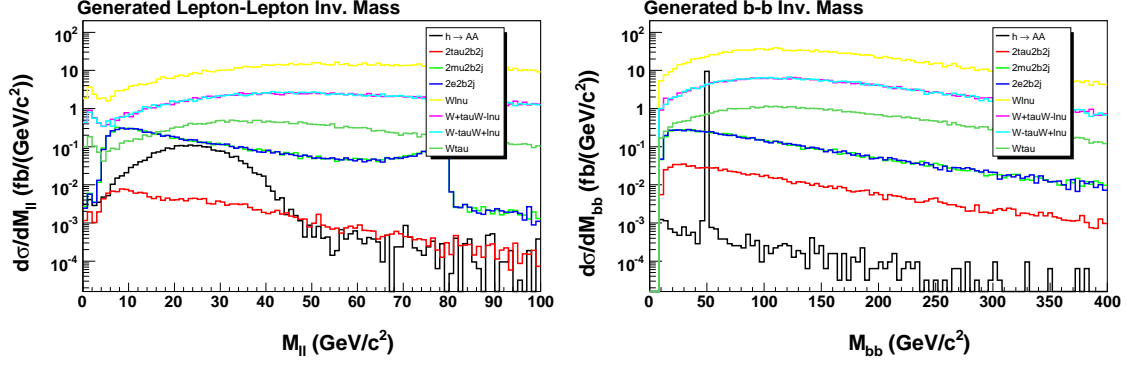 Generated Lepton-Lepton Inv. Mass
dσ/dM_ll (fb/(GeV/c²))
10²
10
1
10⁻¹
10⁻²
10⁻³
10⁻⁴
h → AA
2tau2b2j
2mu2b2j
2e2b2j
Wlnu
W+tauW-lnu
W-tauW+lnu
Wtau
0 10 20 30 40 50 60 70 80 90 100
M_ll (GeV/c²)
Generated b-b Inv. Mass
dσ/dM_bb (fb/(GeV/c²))
10²
10
1
10⁻¹
10⁻²
10⁻³
10⁻⁴
h → AA
2tau2b2j
2mu2b2j
2e2b2j
Wlnu
W+tauW-lnu
W-tauW+lnu
Wtau
0 50 100 150 200 250 300 350 400
M_bb (GeV/c²)